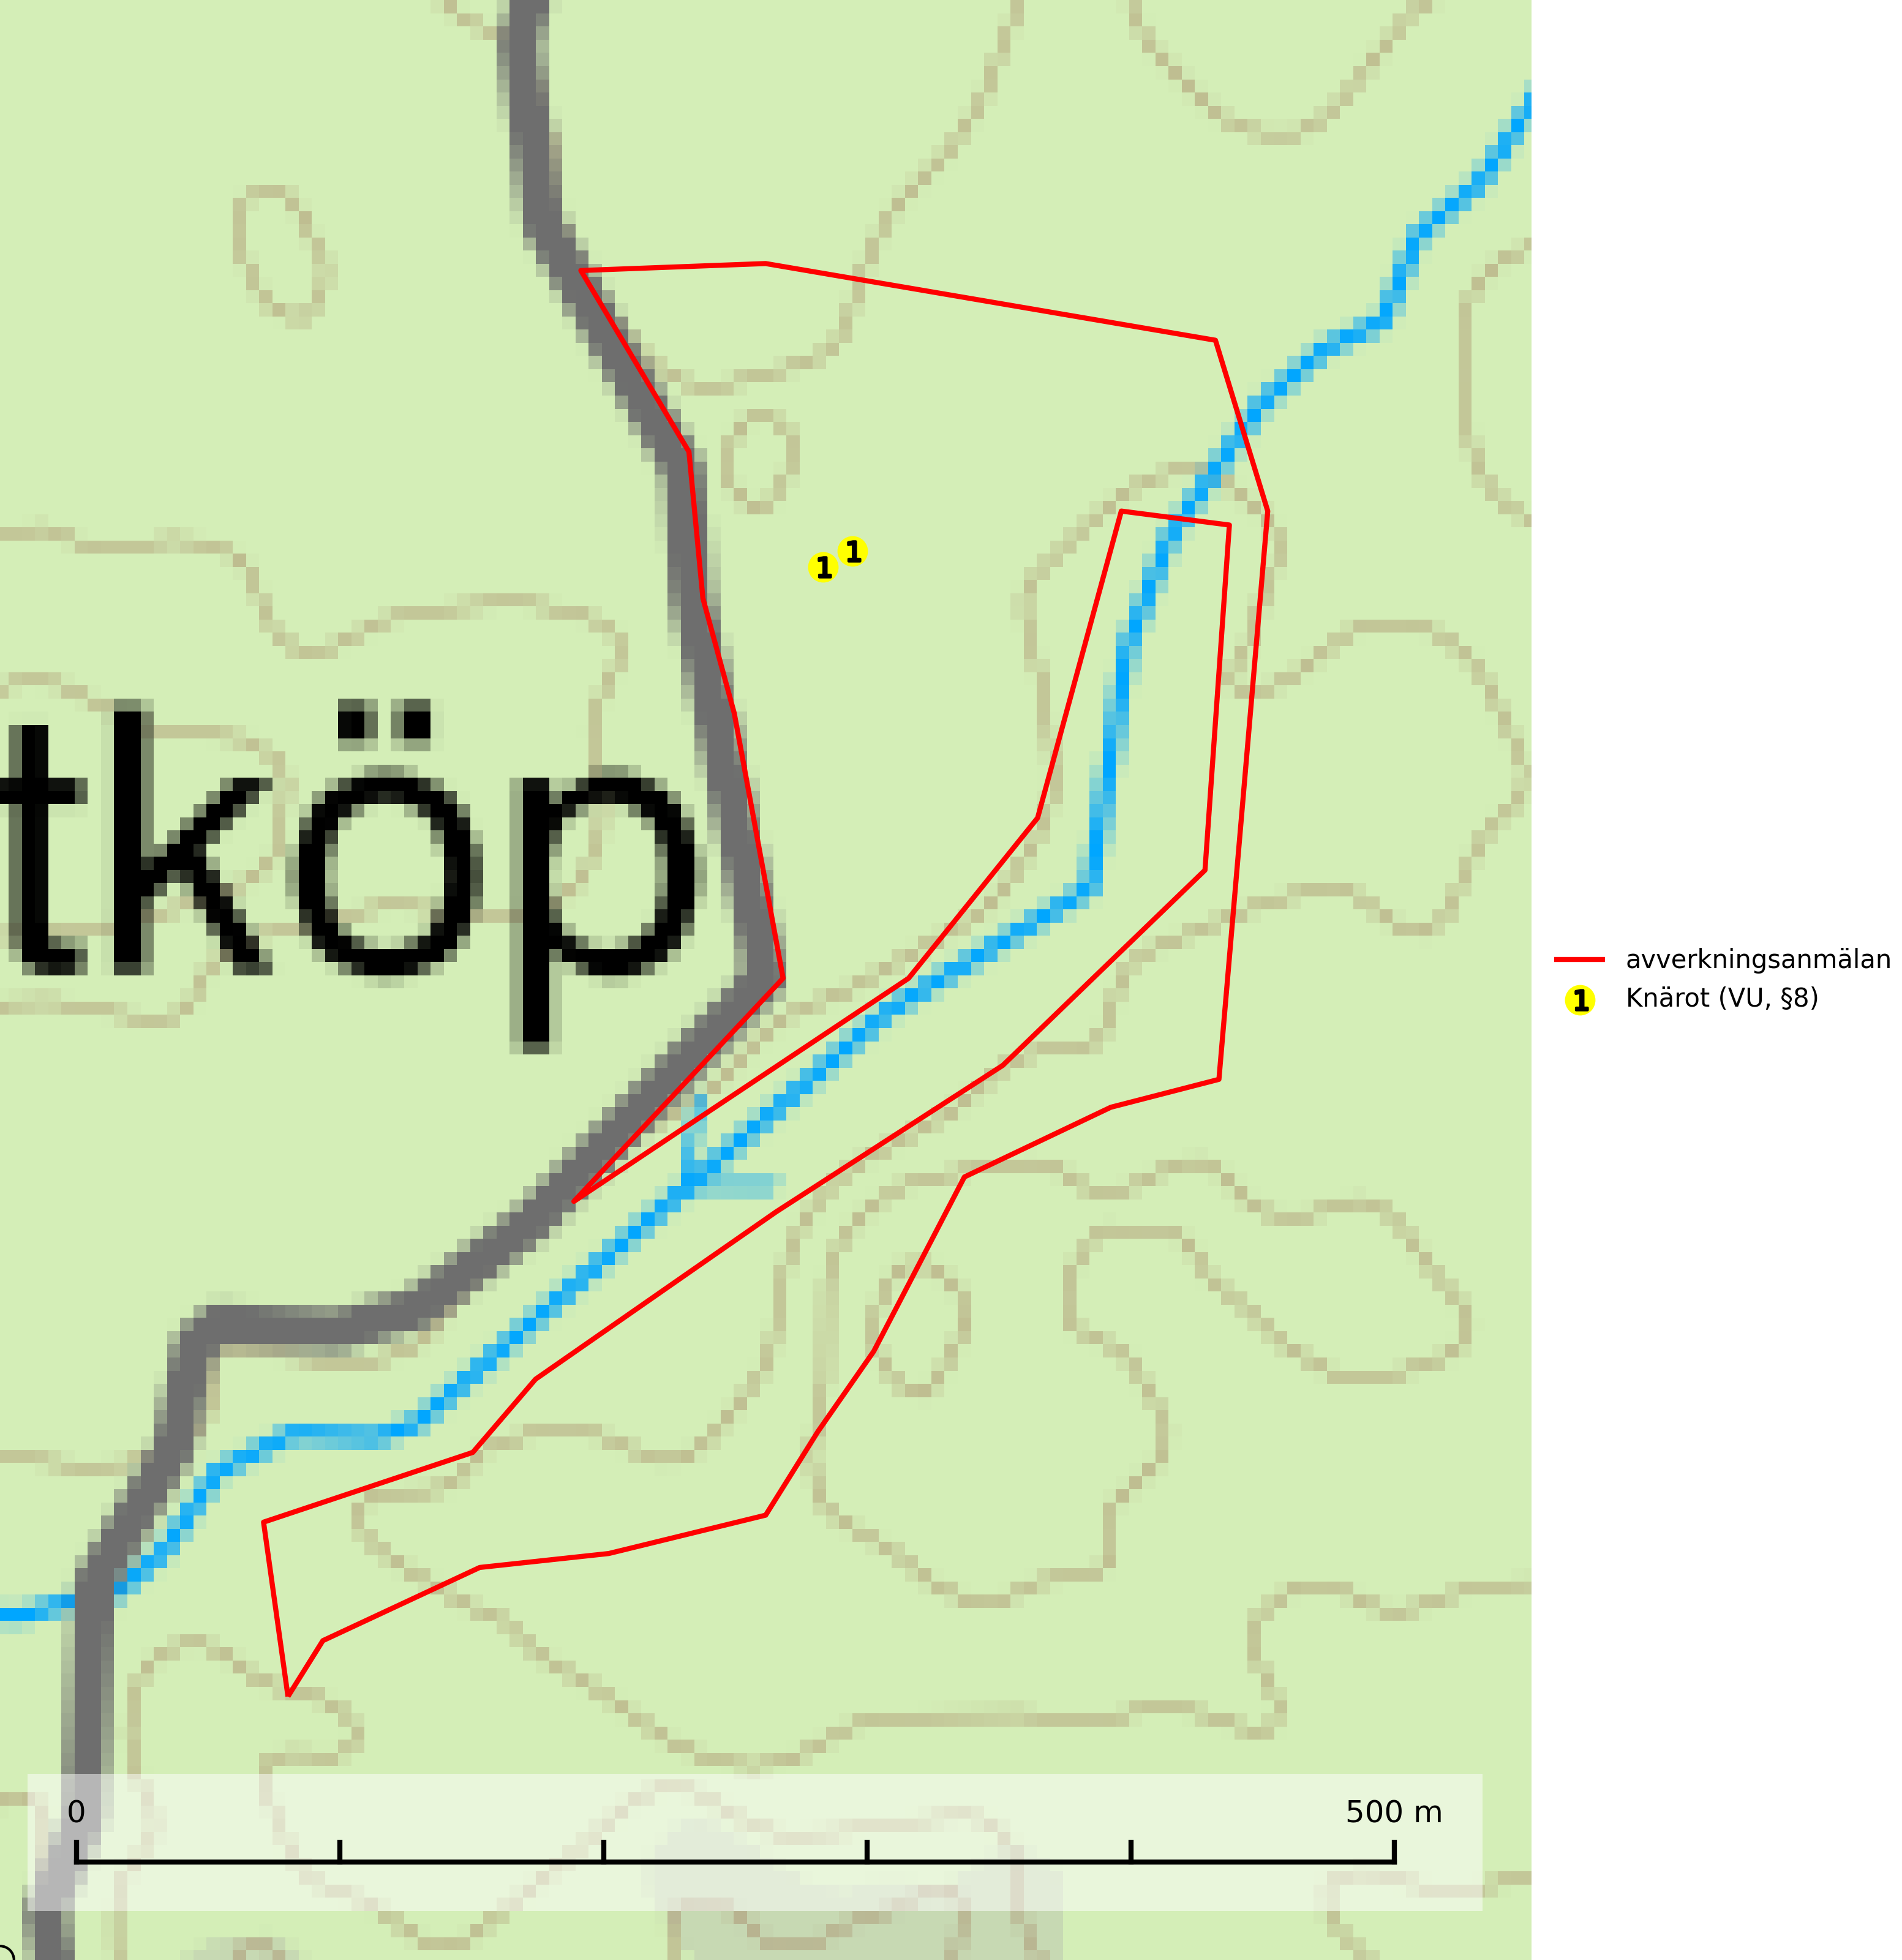 1 1
tköp
avverkningsanmälan
1 Knärot (VU, §8)
0 500 m